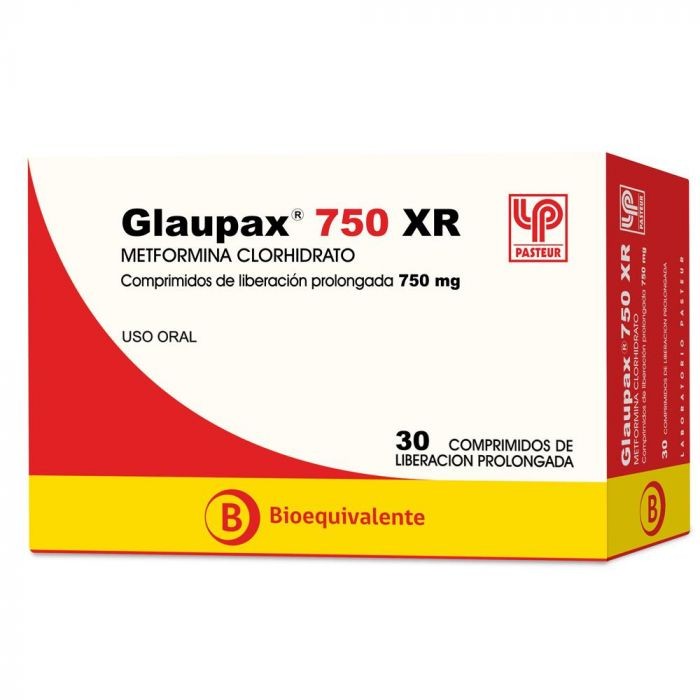 Glaupax® 750 XR
METFORMINA CLORHIDRATO
Comprimidos de liberación prolongada 750 mg
LP
PASTEUR
USO ORAL
30 COMPRIMIDOS DE
LIBERACION PROLONGADA
B Bioequivalente
Glaupax® 750 XR
METFORMINA CLORHIDRATO
Comprimidos de liberación prolongada 750 mg
30 COMPRIMIDOS DE LIBERACION PROLONGADA
LABORATORIO PASTEUR
LP
PASTEUR
B